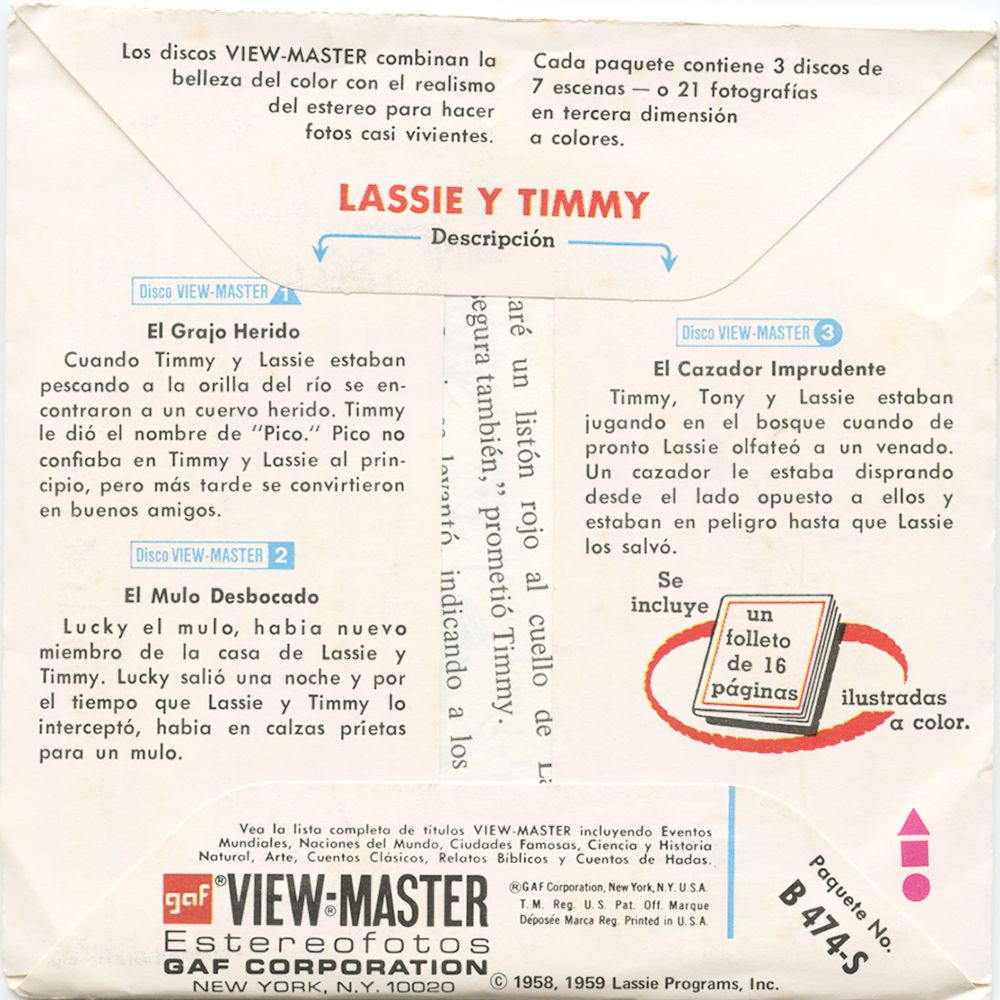 Los discos VIEW-MASTER combinan la
belleza del color con el realismo
del estereo para hacer
fotos casi vivientes.
Cada paquete contiene 3 discos de
7 escenas — o 21 fotografías
en tercera dimensión
a colores.
LASSIE Y TIMMY
Descripción
Disco VIEW-MASTER 1
El Grajo Herido
Cuando Timmy y Lassie estaban
pescando a la orilla del río se en-
contraron a un cuervo herido. Timmy
le dió el nombre de "Pico." Pico no
confiaba en Timmy y Lassie al prin-
cipio, pero más tarde se convirtieron
en buenos amigos.
Disco VIEW-MASTER 2
El Mulo Desbocado
Lucky el mulo, habia nuevo
miembro de la casa de Lassie y
Timmy. Lucky salió una noche y por
el tiempo que Lassie y Timmy lo
interceptó, habia en calzas príetas
para un mulo.
un listón rojo al cuello de
también," prometió Timmy.
levantó, indicando a los
Disco VIEW-MASTER 3
El Cazador Imprudente
Timmy, Tony y Lassie estaban
jugando en el bosque cuando de
pronto Lassie olfateó a un venado.
Un cazador le estaba disprando
desde el lado opuesto a ellos y
estaban en peligro hasta que Lassie
los salvó.
Se
incluye
un
folleto
de 16
páginas
ilustradas
a color.
Vea la lista completa de títulos VIEW-MASTER incluyendo Eventos
Mundiales, Naciones del Mundo, Ciudades Famosas, Ciencia y Historia
Natural, Arte, Cuentos Clásicos, Relatos Bíblicos y Cuentos de Hadas.
gaf® VIEW-MASTER®
Estereofotos
GAF CORPORATION
NEW YORK, N.Y. 10020
®GAF Corporation, New York, N.Y. U.S.A.
T.M. Reg. U.S. Pat. Off. Marque
Déposée Marca Reg. Printed in U.S.A.
© 1958, 1959 Lassie Programs, Inc.
Paquete No.
B 474-S